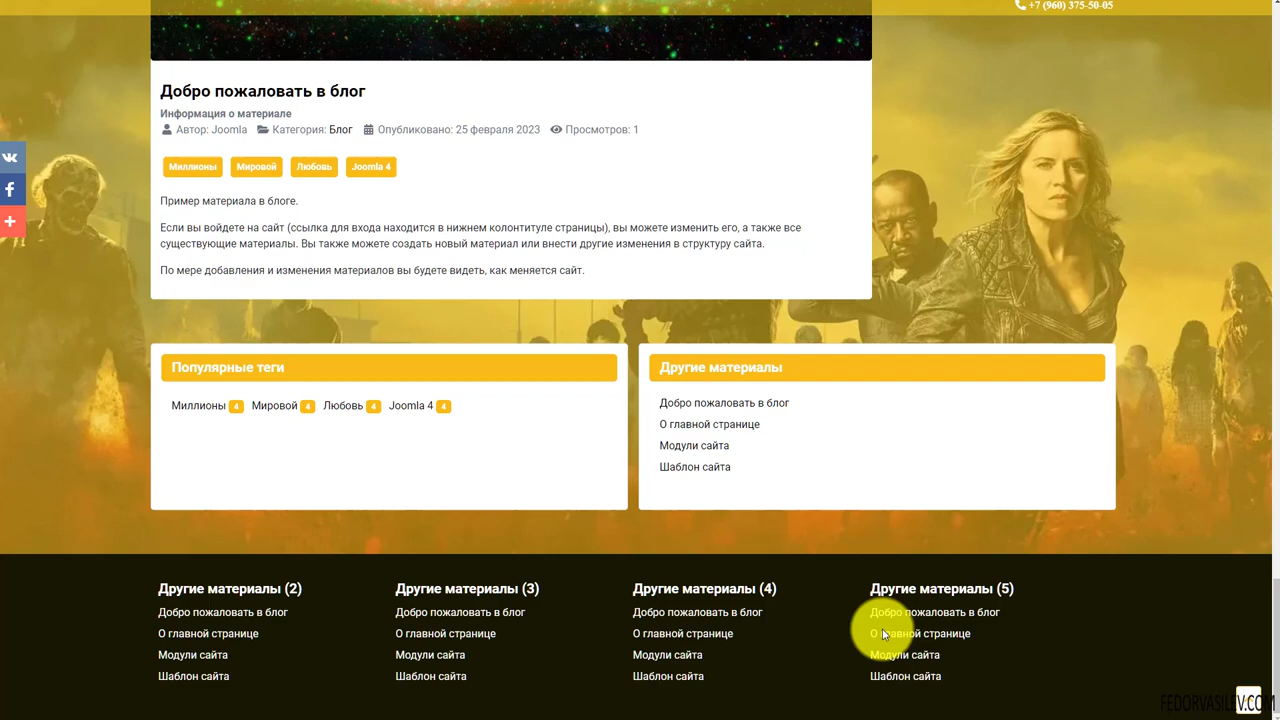 +7 (960) 375-50-05
Добро пожаловать в блог
Информация о материале
Автор: Joomla Категория: Блог Опубликовано: 25 февраля 2023 Просмотров: 1
Миллионы Мировой Любовь Joomla 4
Пример материала в блоге.
Если вы войдете на сайт (ссылка для входа находится в нижнем колонтитуле страницы), вы можете изменить его, а также все
существующие материалы. Вы также можете создать новый материал или внести другие изменения в структуру сайта.
По мере добавления и изменения материалов вы будете видеть, как меняется сайт.
Популярные теги
Миллионы 4 Мировой 4 Любовь 4 Joomla 4 4
Другие материалы
Добро пожаловать в блог
О главной странице
Модули сайта
Шаблон сайта
Другие материалы (2)
Добро пожаловать в блог
О главной странице
Модули сайта
Шаблон сайта
Другие материалы (3)
Добро пожаловать в блог
О главной странице
Модули сайта
Шаблон сайта
Другие материалы (4)
Добро пожаловать в блог
О главной странице
Модули сайта
Шаблон сайта
Другие материалы (5)
Добро пожаловать в блог
О главной странице
Модули сайта
Шаблон сайта
FEDORVASILEV.COM